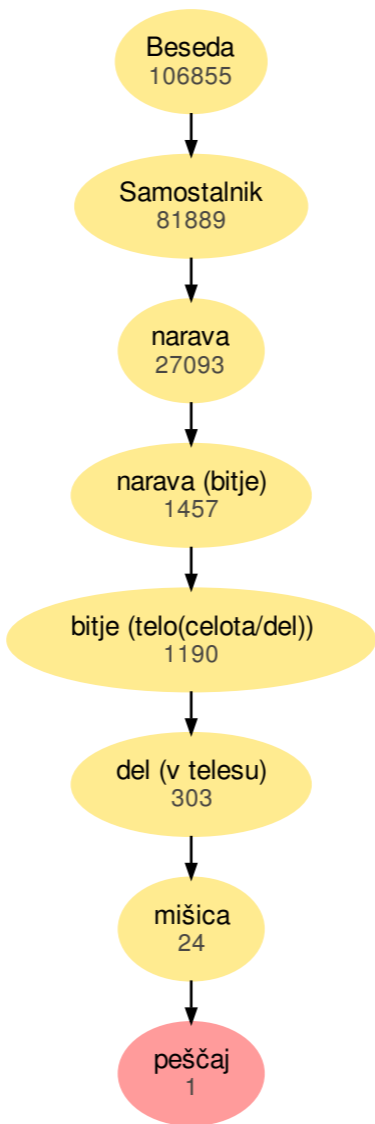 Beseda
106855
Samostalnik
81889
narava
27093
narava (bitje)
1457
bitje (telo(celota/del))
1190
del (v telesu)
303
mišica
24
peščaj
1